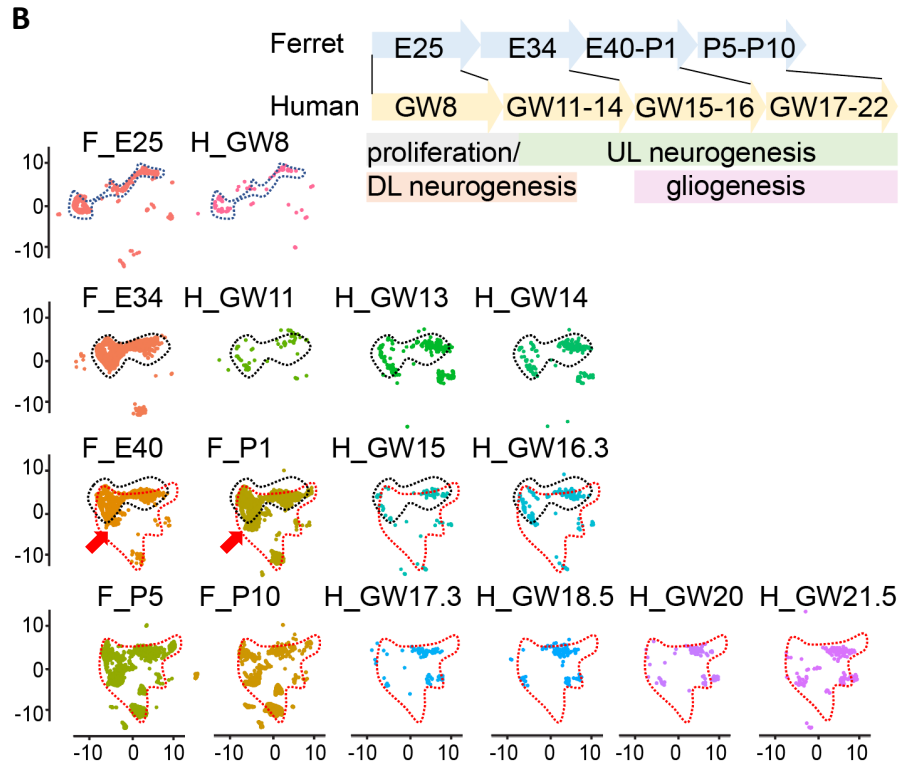 B
Ferret E25 E34 E40-P1 P5-P10
Human GW8 GW11-14 GW15-16 GW17-22
proliferation/ UL neurogenesis
DL neurogenesis gliogenesis
F_E25 H_GW8
10
0
-10
F_E34 H_GW11 H_GW13 H_GW14
10
0
-10
F_E40 F_P1 H_GW15 H_GW16.3
10
0
-10
F_P5 F_P10 H_GW17.3 H_GW18.5 H_GW20 H_GW21.5
10
0
-10
-10 0 10 -10 0 10 -10 0 10 -10 0 10 -10 0 10 -10 0 10